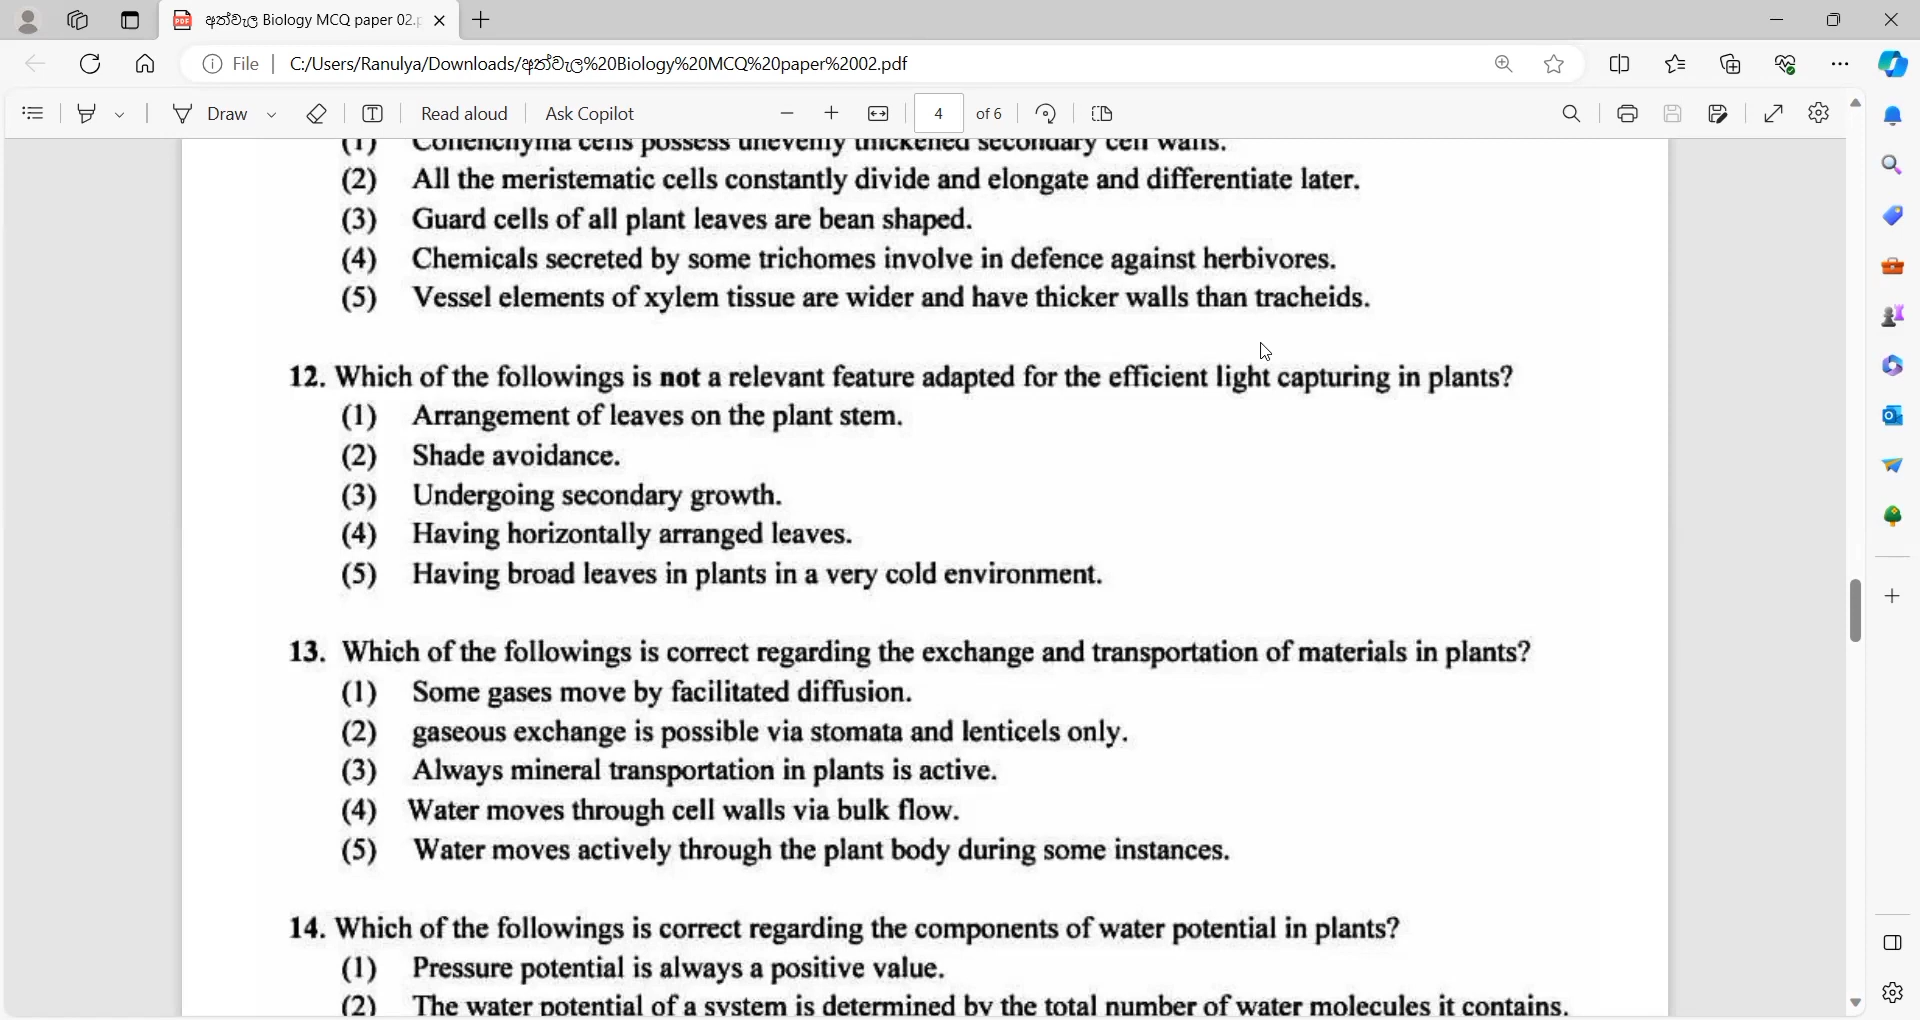 අත්වැල Biology MCQ paper 02.p
File
C:/Users/Ranulya/Downloads/අත්වැල%20Biology%20MCQ%20paper%2002.pdf
Draw
Read aloud
Ask Copilot
4 of 6
(1) Collenchyma cells possess unevenly thickened secondary cell walls.
(2) All the meristematic cells constantly divide and elongate and differentiate later.
(3) Guard cells of all plant leaves are bean shaped.
(4) Chemicals secreted by some trichomes involve in defence against herbivores.
(5) Vessel elements of xylem tissue are wider and have thicker walls than tracheids.
12. Which of the followings is not a relevant feature adapted for the efficient light capturing in plants?
(1) Arrangement of leaves on the plant stem.
(2) Shade avoidance.
(3) Undergoing secondary growth.
(4) Having horizontally arranged leaves.
(5) Having broad leaves in plants in a very cold environment.
13. Which of the followings is correct regarding the exchange and transportation of materials in plants?
(1) Some gases move by facilitated diffusion.
(2) gaseous exchange is possible via stomata and lenticels only.
(3) Always mineral transportation in plants is active.
(4) Water moves through cell walls via bulk flow.
(5) Water moves actively through the plant body during some instances.
14. Which of the followings is correct regarding the components of water potential in plants?
(1) Pressure potential is always a positive value.
(2) The water potential of a system is determined by the total number of water molecules it contains.